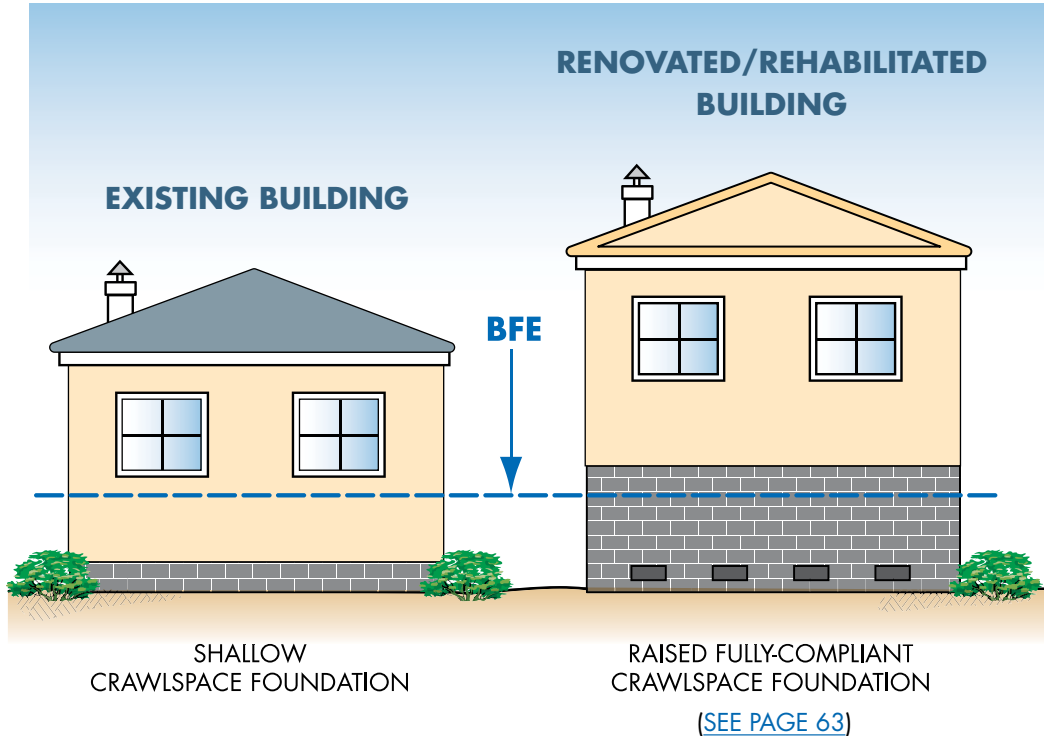 RENOVATED/REHABILITATED
BUILDING
EXISTING BUILDING
BFE
SHALLOW
CRAWLSPACE FOUNDATION
RAISED FULLY-COMPLIANT
CRAWLSPACE FOUNDATION
(SEE PAGE 63)